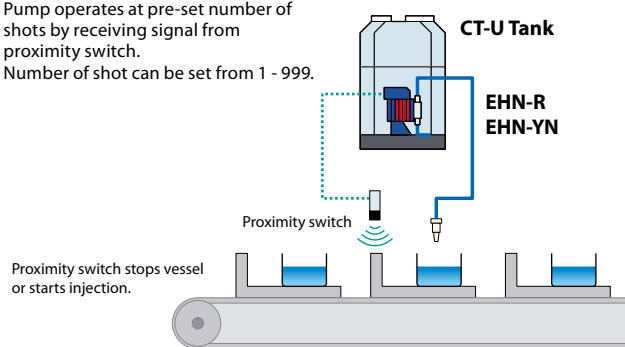 Pump operates at pre-set number of
shots by receiving signal from
proximity switch.
Number of shot can be set from 1 - 999.
CT-U Tank
EHN-R
EHN-YN
Proximity switch
Proximity switch stops vessel
or starts injection.